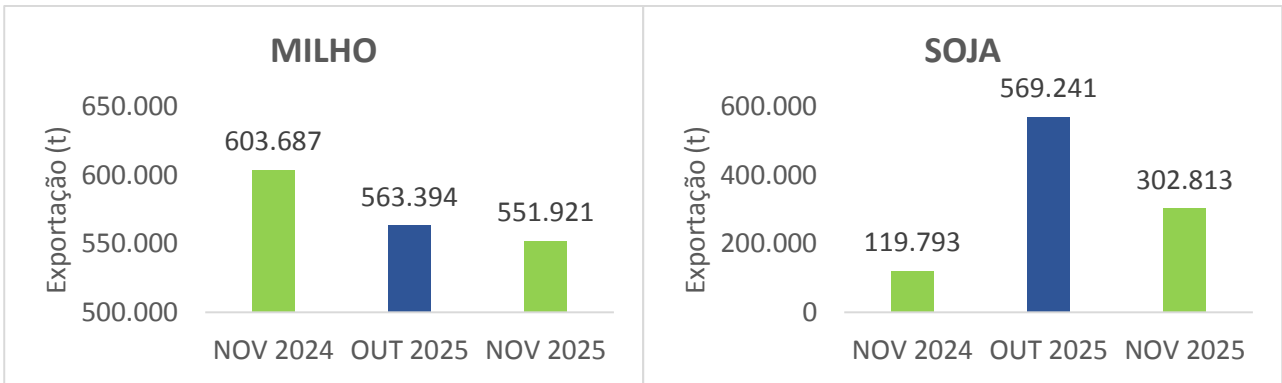 MILHO
Exportação (t)
650.000
600.000
550.000
500.000
603.687
563.394
551.921
NOV 2024 OUT 2025 NOV 2025
SOJA
Exportação (t)
600.000
400.000
200.000
0
119.793
569.241
302.813
NOV 2024 OUT 2025 NOV 2025